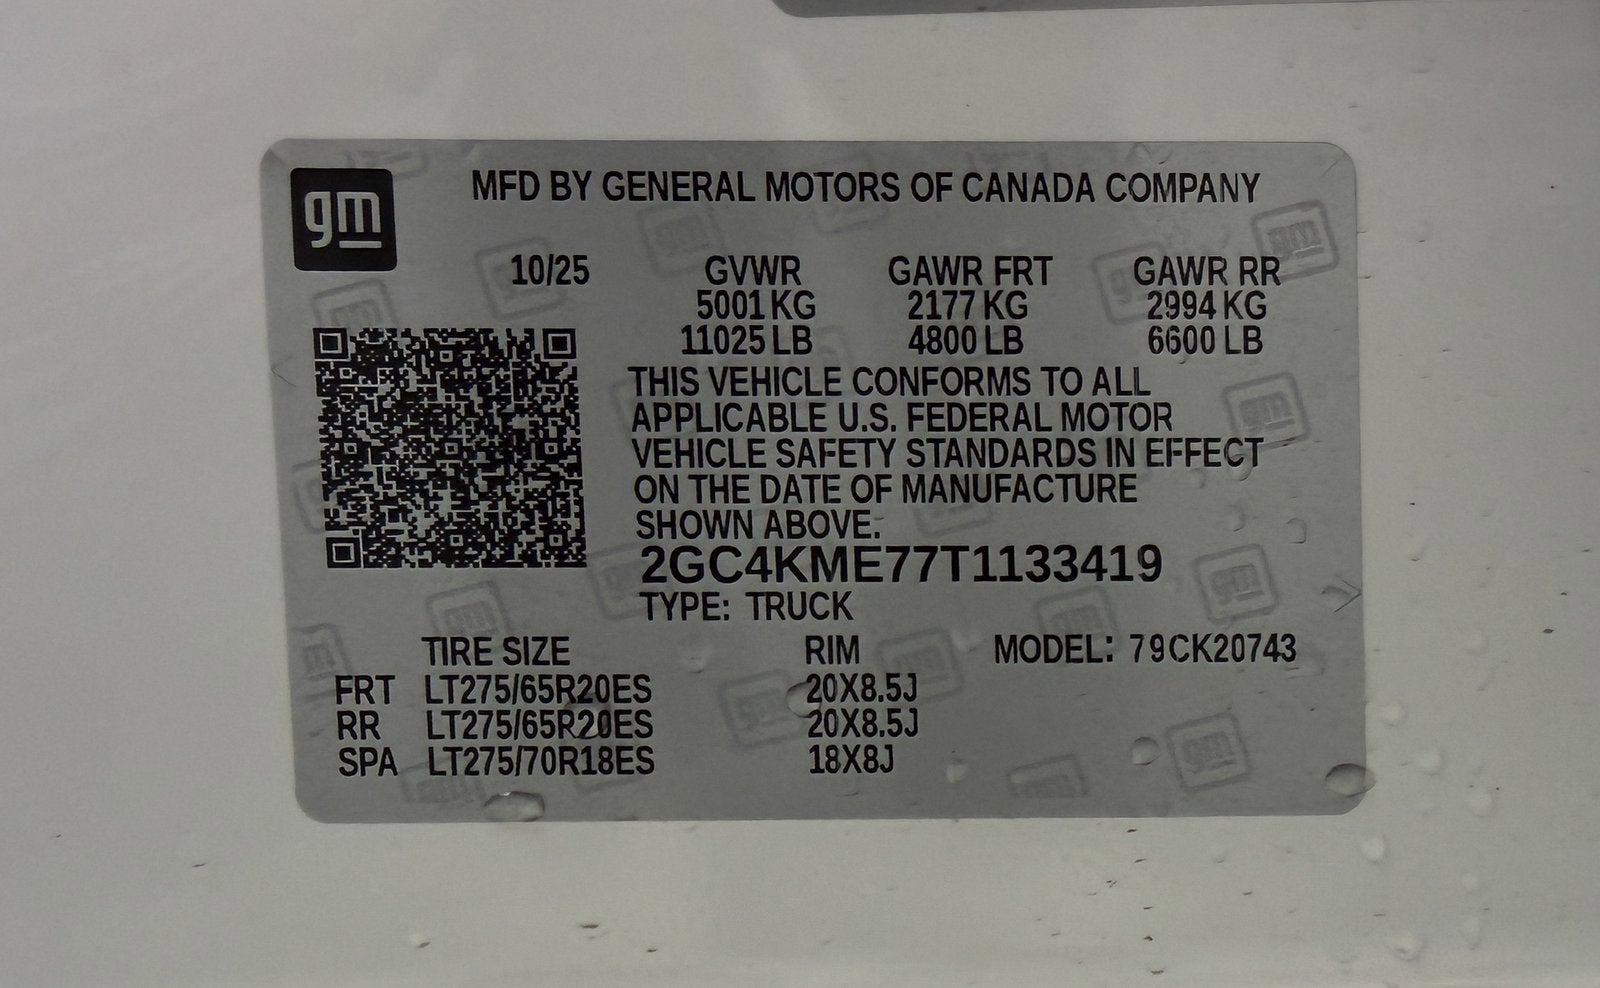 gm
MFD BY GENERAL MOTORS OF CANADA COMPANY
10/25 GVWR GAWR FRT GAWR RR
5001 KG 2177 KG 2994 KG
11025 LB 4800 LB 6600 LB
THIS VEHICLE CONFORMS TO ALL
APPLICABLE U.S. FEDERAL MOTOR
VEHICLE SAFETY STANDARDS IN EFFECT
ON THE DATE OF MANUFACTURE
SHOWN ABOVE.
2GC4KME77T1133419
TYPE: TRUCK
TIRE SIZE RIM MODEL: 79CK20743
FRT LT275/65R20ES 20X8.5J
RR LT275/65R20ES 20X8.5J
SPA LT275/70R18ES 18X8J